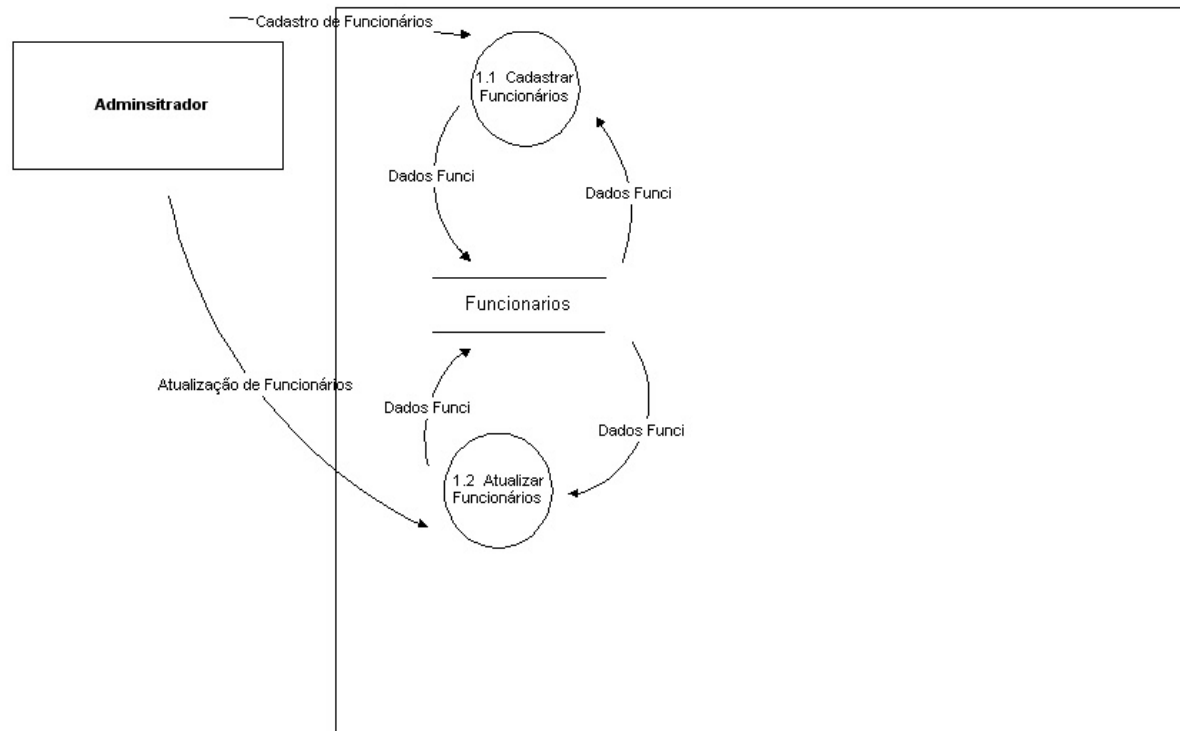 Cadastro de Funcionários
Adminsitrador
1.1 Cadastrar
Funcionários
Dados Funci
Dados Funci
Funcionarios
Atualização de Funcionários
Dados Funci
Dados Funci
1.2 Atualizar
Funcionários